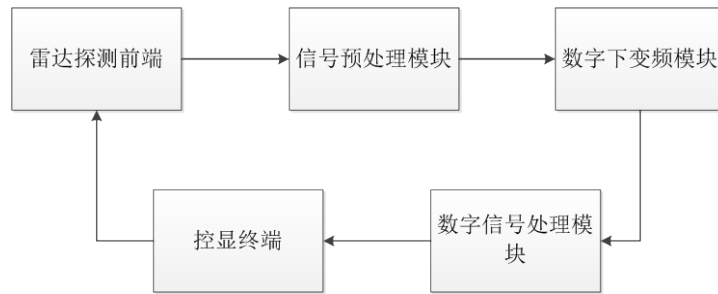 雷达探测前端
信号预处理模块
数字下变频模块
控显终端
数字信号处理模
块